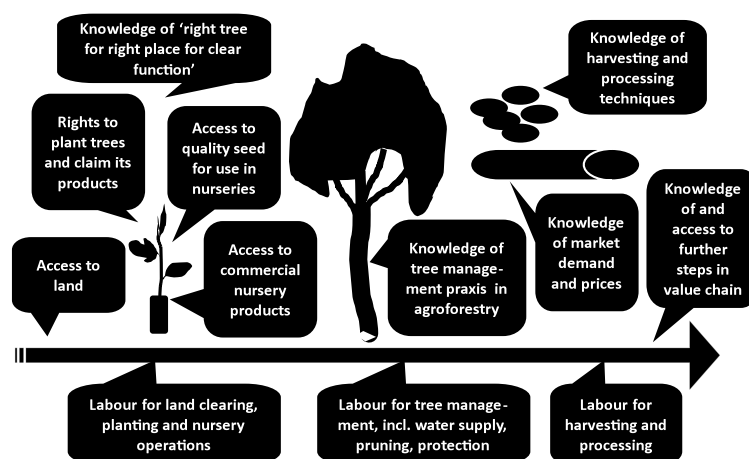 Knowledge of ‘right tree
for right place for clear
function’
Rights to
plant trees
and claim its
products
Access to
quality seed
for use in
nurseries
Access to
land
Access to
commercial
nursery
products
Knowledge of
tree manage-
ment praxis in
agroforestry
Knowledge of
harvesting and
processing
techniques
Knowledge
of market
demand
and prices
Knowledge
of and
access to
further
steps in
value chain
Labour for land clearing,
planting and nursery
operations
Labour for tree manage-
ment, incl. water supply,
pruning, protection
Labour for
harvesting and
processing